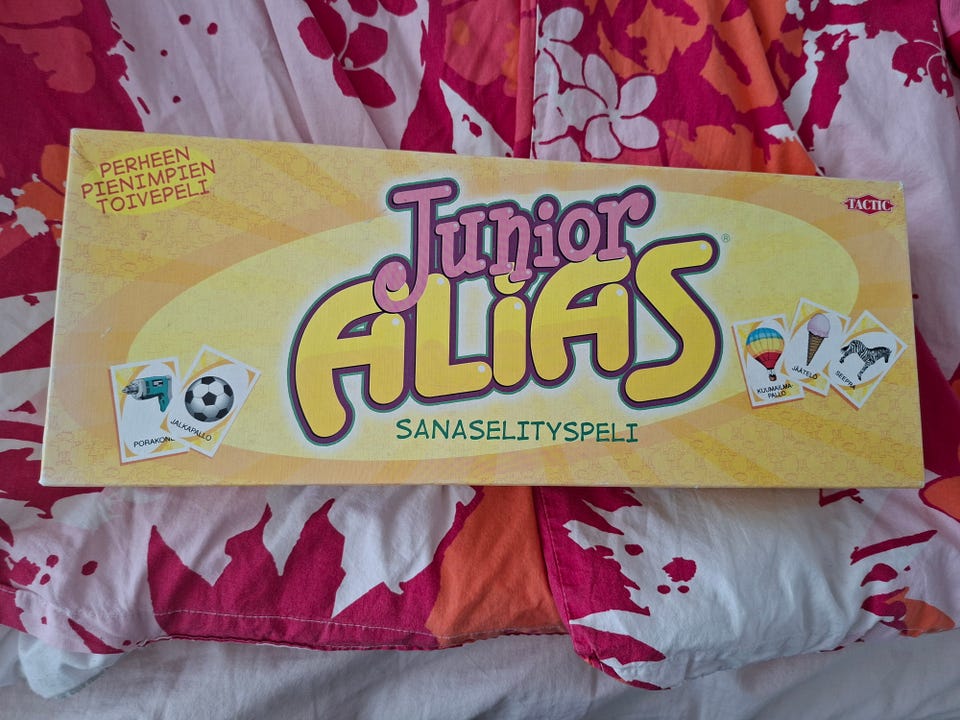 PERHEEN
PIENIMPIEN
TOIVEPELI
TACTIC
Junior
ALiAS®
SANASELITYSPELI
PORAKONE
JALKAPALLO
KUUMAILMA-
PALLO
JÄÄTELÖ
SEEPRA